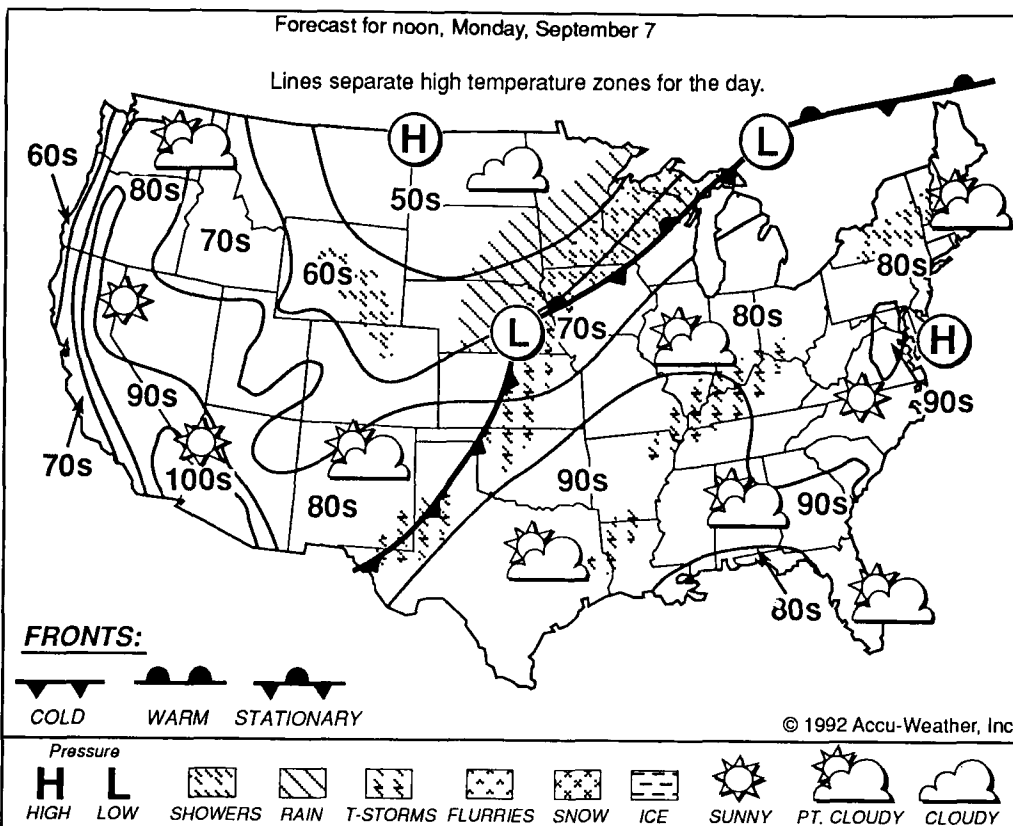 Forecast for noon, Monday, September 7
Lines separate high temperature zones for the day.
H
L
60s
80s
50s
70s
60s
80s
L
70s
80s
H
90s
90s
70s
100s
80s
90s
90s
80s
FRONTS:
COLD WARM STATIONARY
© 1992 Accu-Weather, Inc
Pressure
H L
HIGH LOW SHOWERS RAIN T-STORMS FLURRIES SNOW ICE SUNNY PT. CLOUDY CLOUDY